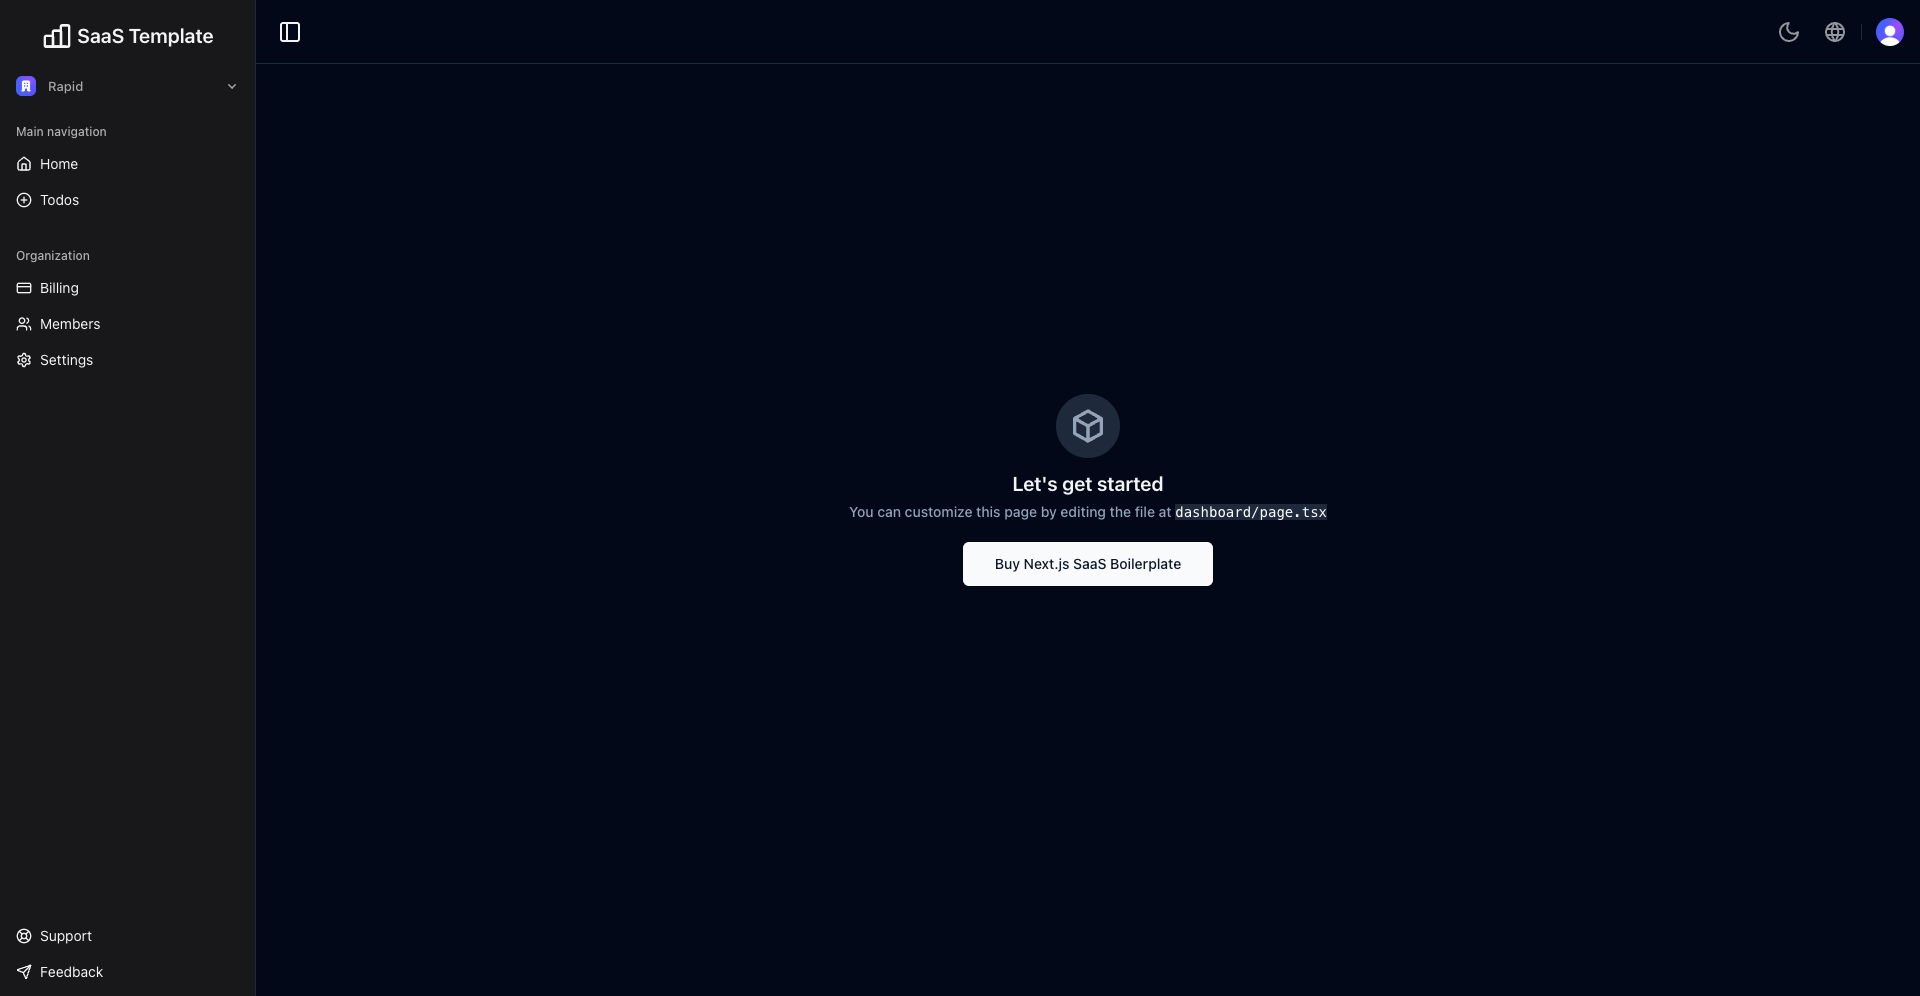 SaaS Template
Rapid
Main navigation
Home
Todos
Organization
Billing
Members
Settings
Support
Feedback
Let's get started
You can customize this page by editing the file at dashboard/page.tsx
Buy Next.js SaaS Boilerplate